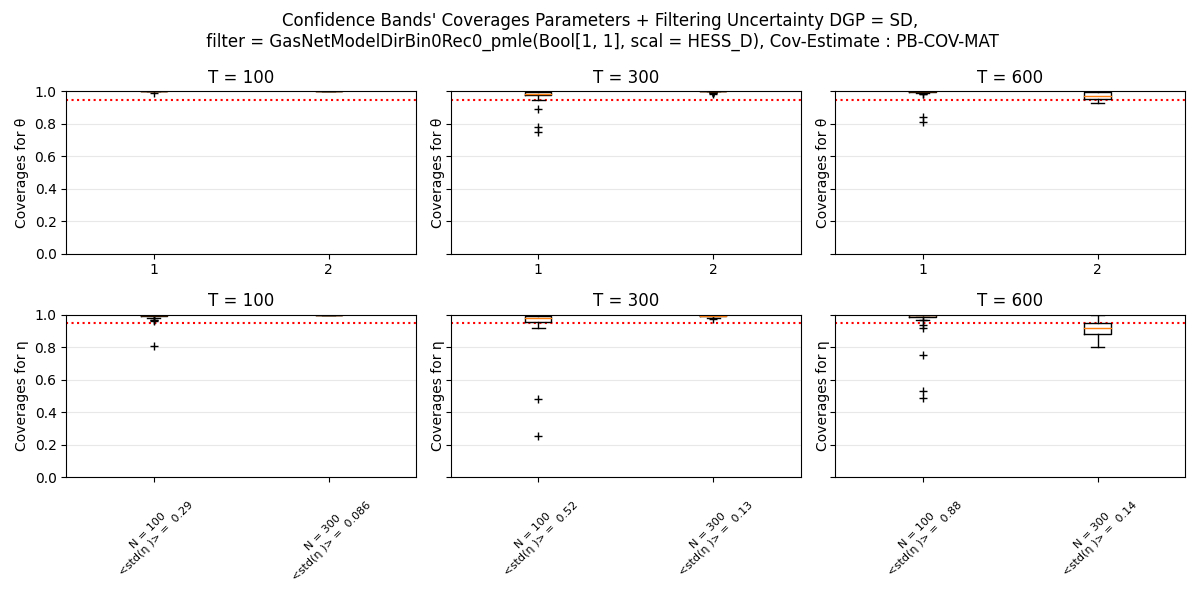 Confidence Bands' Coverages Parameters + Filtering Uncertainty DGP = SD,
filter = GasNetModelDirBin0Rec0_pmle(Bool[1, 1], scal = HESS_D), Cov-Estimate : PB-COV-MAT
T = 100
T = 300
T = 600
Coverages for θ
1.0
0.8
0.6
0.4
0.2
0.0
1
2
Coverages for θ
1
2
Coverages for θ
1
2
T = 100
T = 300
T = 600
Coverages for η
1.0
0.8
0.6
0.4
0.2
0.0
Coverages for η
Coverages for η
N = 100
<std(η )> = 0.29
N = 300
<std(η )> = 0.086
N = 100
<std(η )> = 0.52
N = 300
<std(η )> = 0.13
N = 100
<std(η )> = 0.88
N = 300
<std(η )> = 0.14